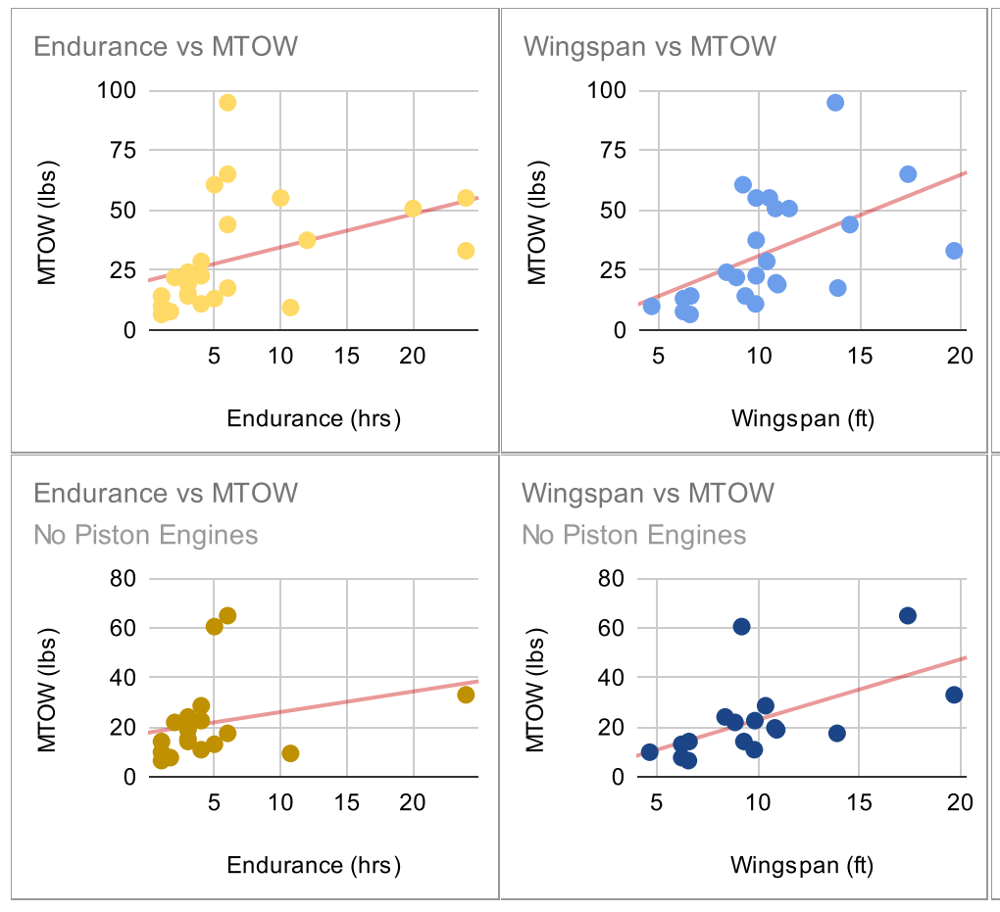 Endurance vs MTOW
MTOW (lbs)
100
75
50
25
0
5
10
15
20
Endurance (hrs)
Wingspan vs MTOW
MTOW (lbs)
100
75
50
25
0
5
10
15
20
Wingspan (ft)
Endurance vs MTOW
No Piston Engines
MTOW (lbs)
80
60
40
20
0
5
10
15
20
Endurance (hrs)
Wingspan vs MTOW
No Piston Engines
MTOW (lbs)
80
60
40
20
0
5
10
15
20
Wingspan (ft)